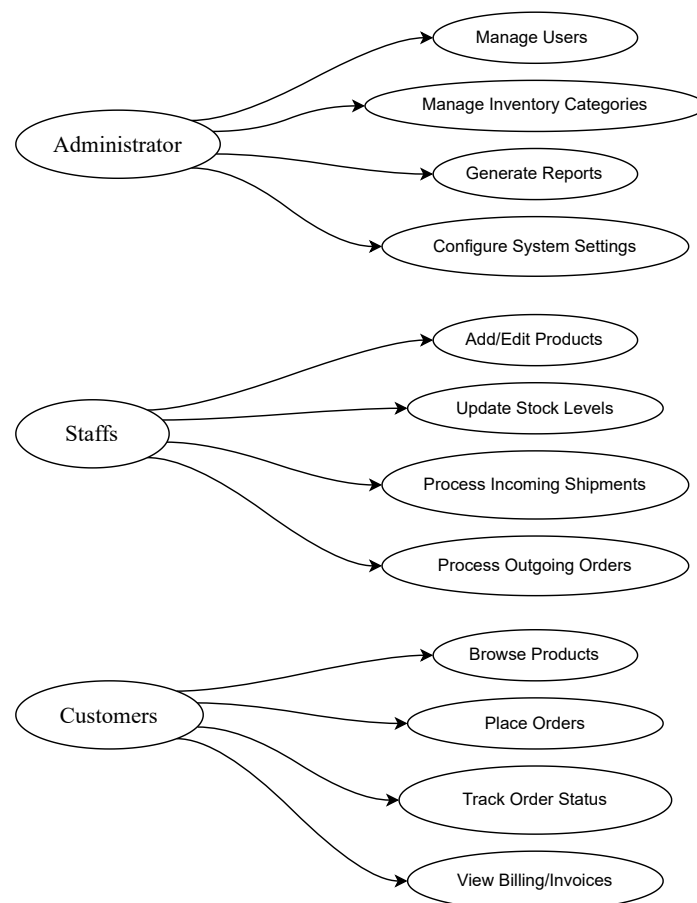 Manage Users
Manage Inventory Categories
Administrator
Generate Reports
Configure System Settings
Add/Edit Products
Update Stock Levels
Staffs
Process Incoming Shipments
Process Outgoing Orders
Browse Products
Customers
Place Orders
Track Order Status
View Billing/Invoices